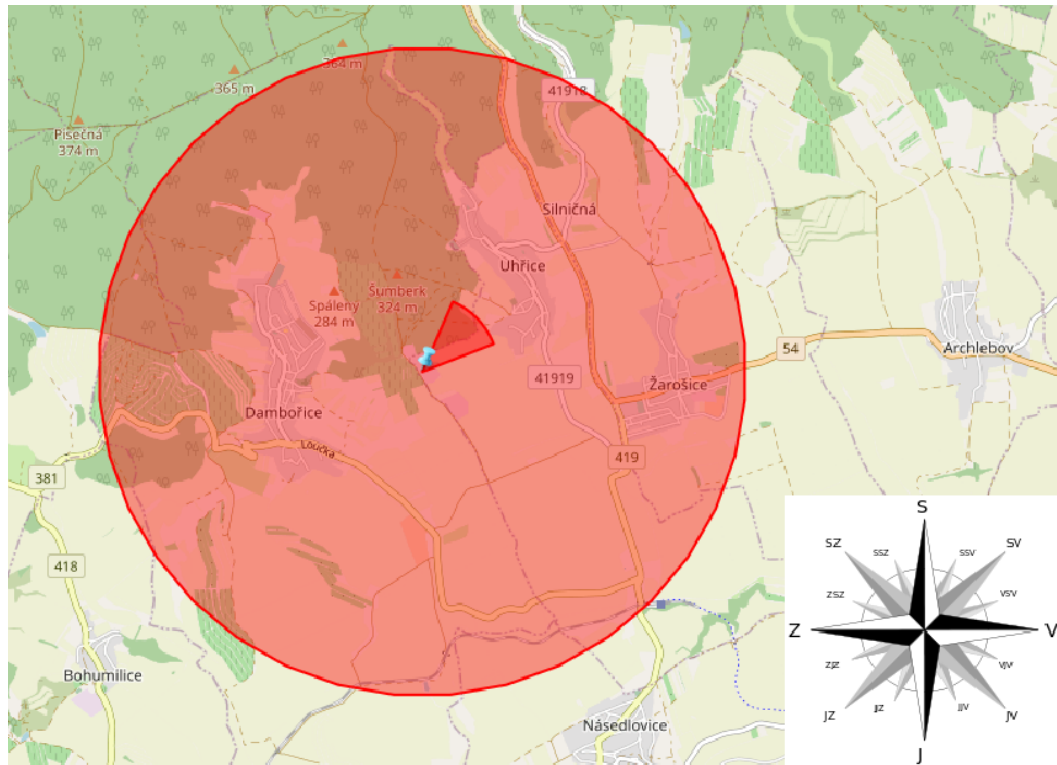 384 m
365 m
41918
Písečná
374 m
Silničná
Uhřice
Šumberk
324 m
Spálený
284 m
54
Archlebov
41919
Žarošice
Dambořice
Loučka
419
381
418
Bohumilice
Násedlovice
S
SSZ
SSV
SZ
SV
ZSZ
VSV
Z
V
ZJZ
VJV
JZ
JJZ
JJV
JV
J